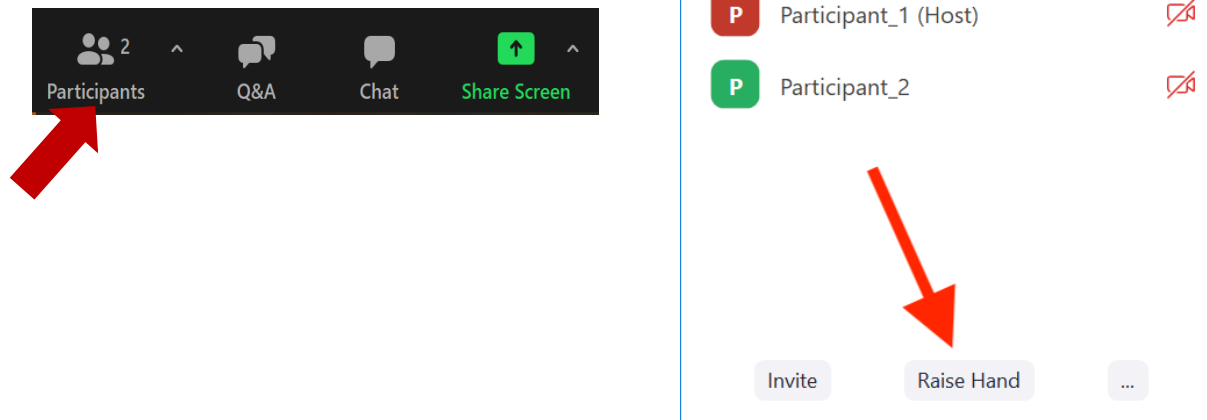 2
Participants
Q&A
Chat
Share Screen
P
Participant_1 (Host)
P
Participant_2
Invite
Raise Hand
...